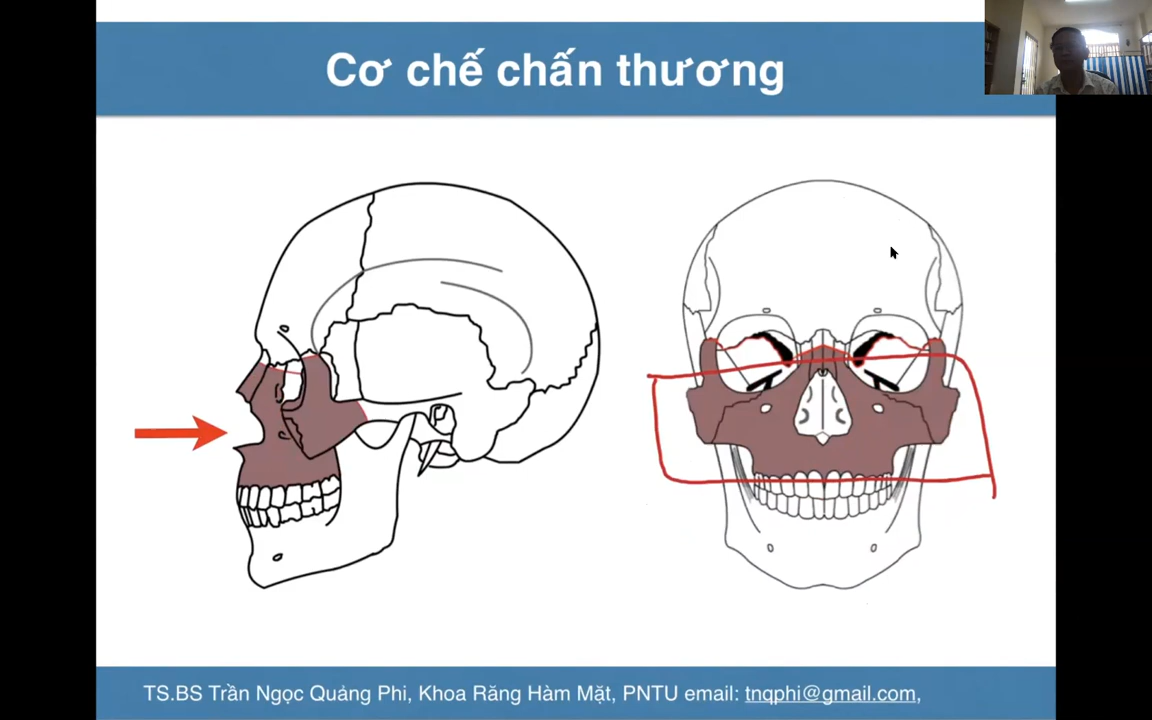 Cơ chế chấn thương
TS.BS Trần Ngọc Quảng Phi, Khoa Răng Hàm Mặt, PNTU email: tnqphi@gmail.com,